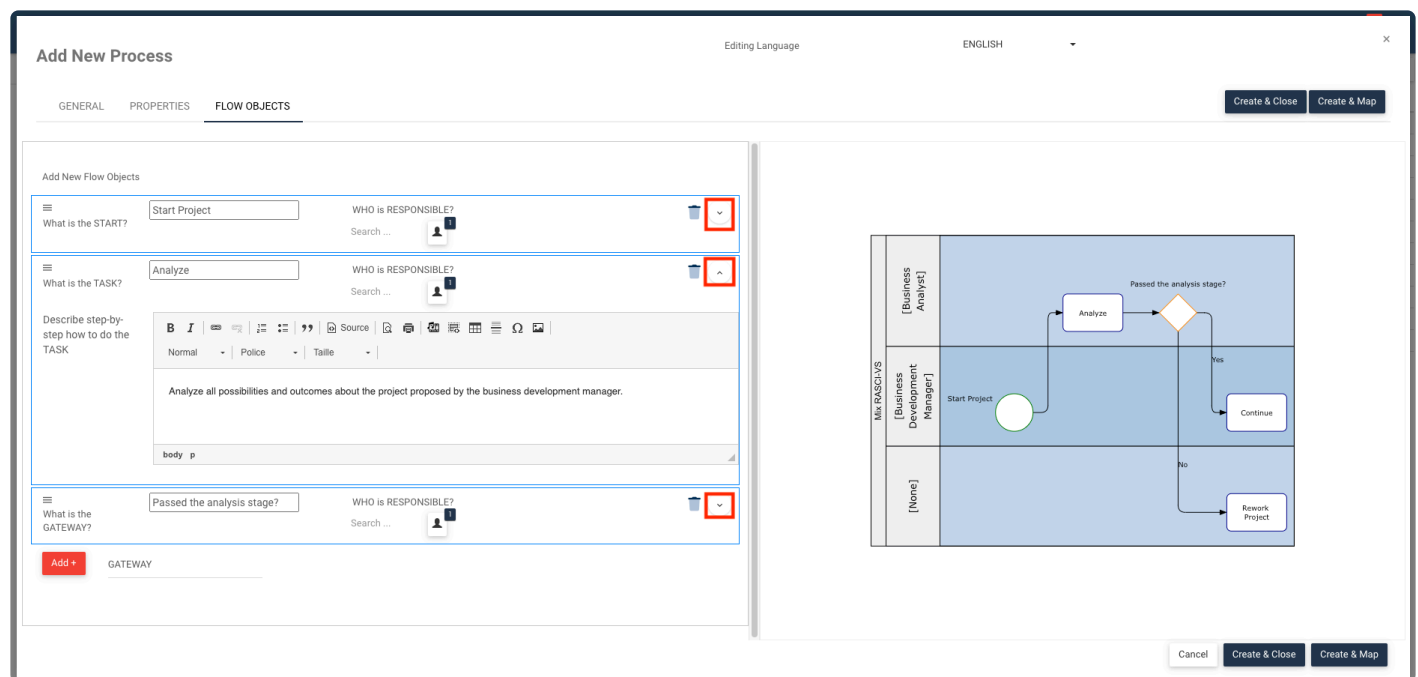 Add New Process
Editing Language
ENGLISH
×
GENERAL PROPERTIES FLOW OBJECTS
Create & Close Create & Map
Add New Flow Objects
What is the START?
Start Project
WHO is RESPONSIBLE?
Search ...
1
What is the TASK?
Analyze
WHO is RESPONSIBLE?
Search ...
1
Describe step-by-
step how to do the
TASK
B I Source Ω
Normal Police Taille
Analyze all possibilities and outcomes about the project proposed by the business development manager.
body p
What is the
GATEWAY?
Passed the analysis stage?
WHO is RESPONSIBLE?
Search ...
1
Add +
GATEWAY
Mix RASCI-VS
[Business
Analyst]
Analyze
Passed the analysis stage?
[Business
Development
Manager]
Start Project
Yes
Continue
[None]
No
Rework
Project
Cancel Create & Close Create & Map